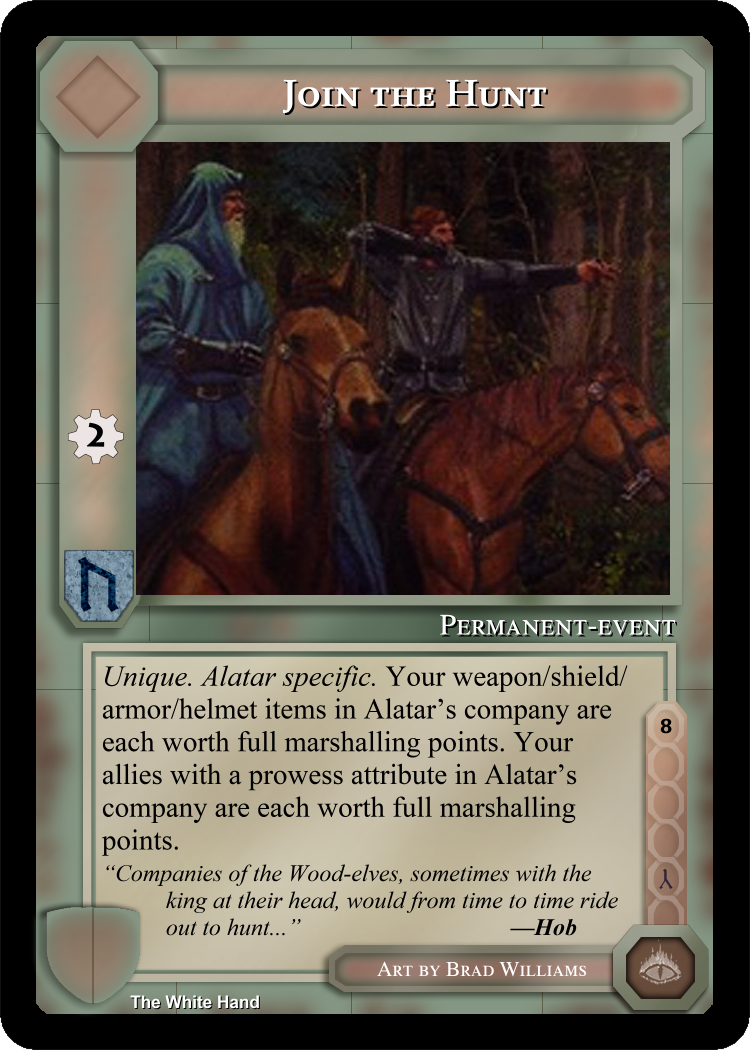 Join the Hunt
2
Permanent-event
Unique. Alatar specific. Your weapon/shield/
armor/helmet items in Alatar's company are
each worth full marshalling points. Your
allies with a prowess attribute in Alatar's
company are each worth full marshalling
points.
“Companies of the Wood-elves, sometimes with the
king at their head, would from time to time ride
out to hunt...” —Hob
8
Art by Brad Williams
The White Hand